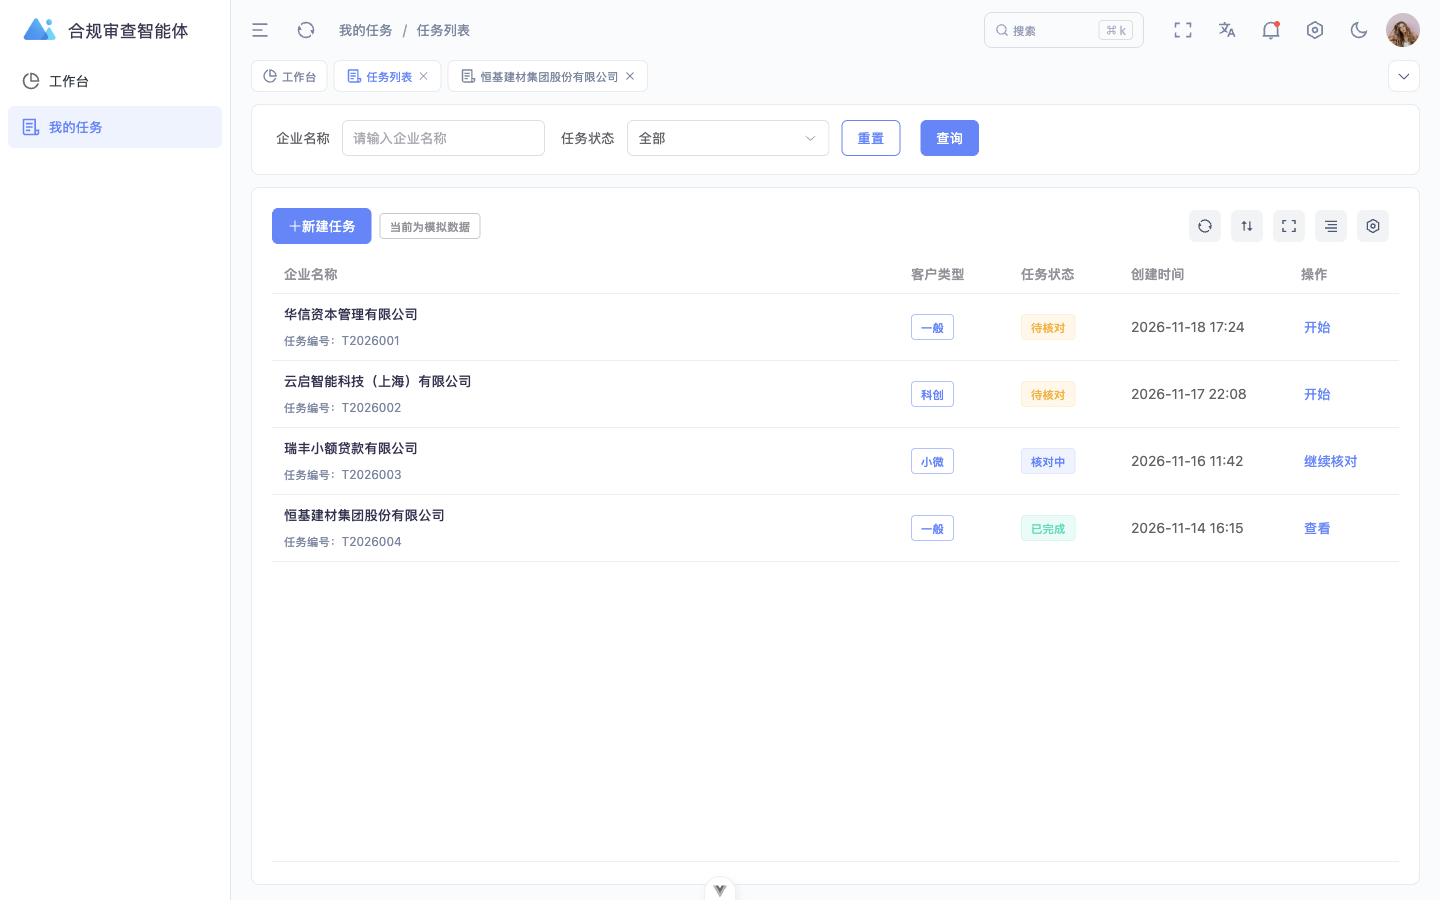 合规审查智能体
工作台
我的任务
我的任务 / 任务列表
搜索 ⌘ k
工作台
任务列表
恒基建材集团股份有限公司
企业名称 请输入企业名称 任务状态 全部 重置 查询
新建任务 当前为模拟数据
企业名称 客户类型 任务状态 创建时间 操作
华信资本管理有限公司
任务编号：T2026001
一般 待核对 2026-11-18 17:24 开始
云启智能科技（上海）有限公司
任务编号：T2026002
科创 待核对 2026-11-17 22:08 开始
瑞丰小额贷款有限公司
任务编号：T2026003
小微 核对中 2026-11-16 11:42 继续核对
恒基建材集团股份有限公司
任务编号：T2026004
一般 已完成 2026-11-14 16:15 查看